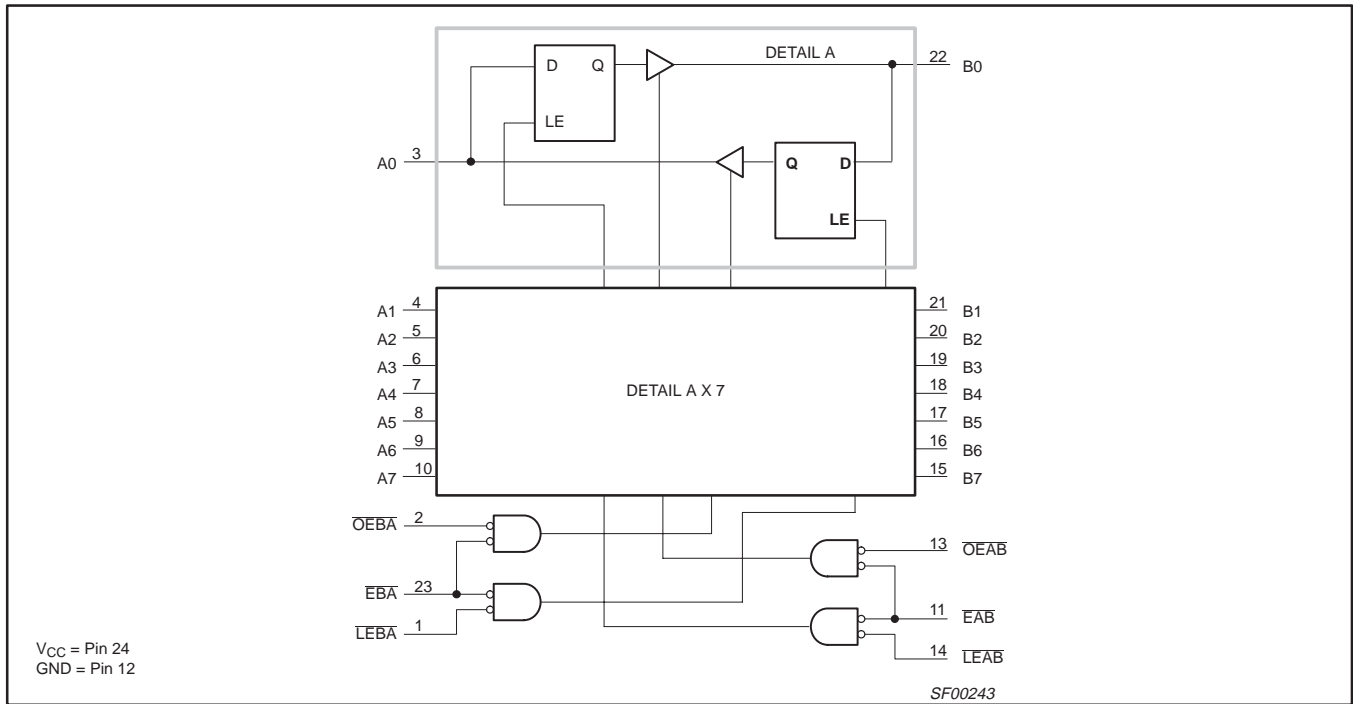 DETAIL A
D Q
LE
22 B0
A0 3
Q D
LE
A1 4
A2 5
A3 6
A4 7
A5 8
A6 9
A7 10
DETAIL A X 7
21 B1
20 B2
19 B3
18 B4
17 B5
16 B6
15 B7
OEBA 2
EBA 23
LEBA 1
13 OEAB
11 EAB
14 LEAB
VCC = Pin 24
GND = Pin 12
SF00243